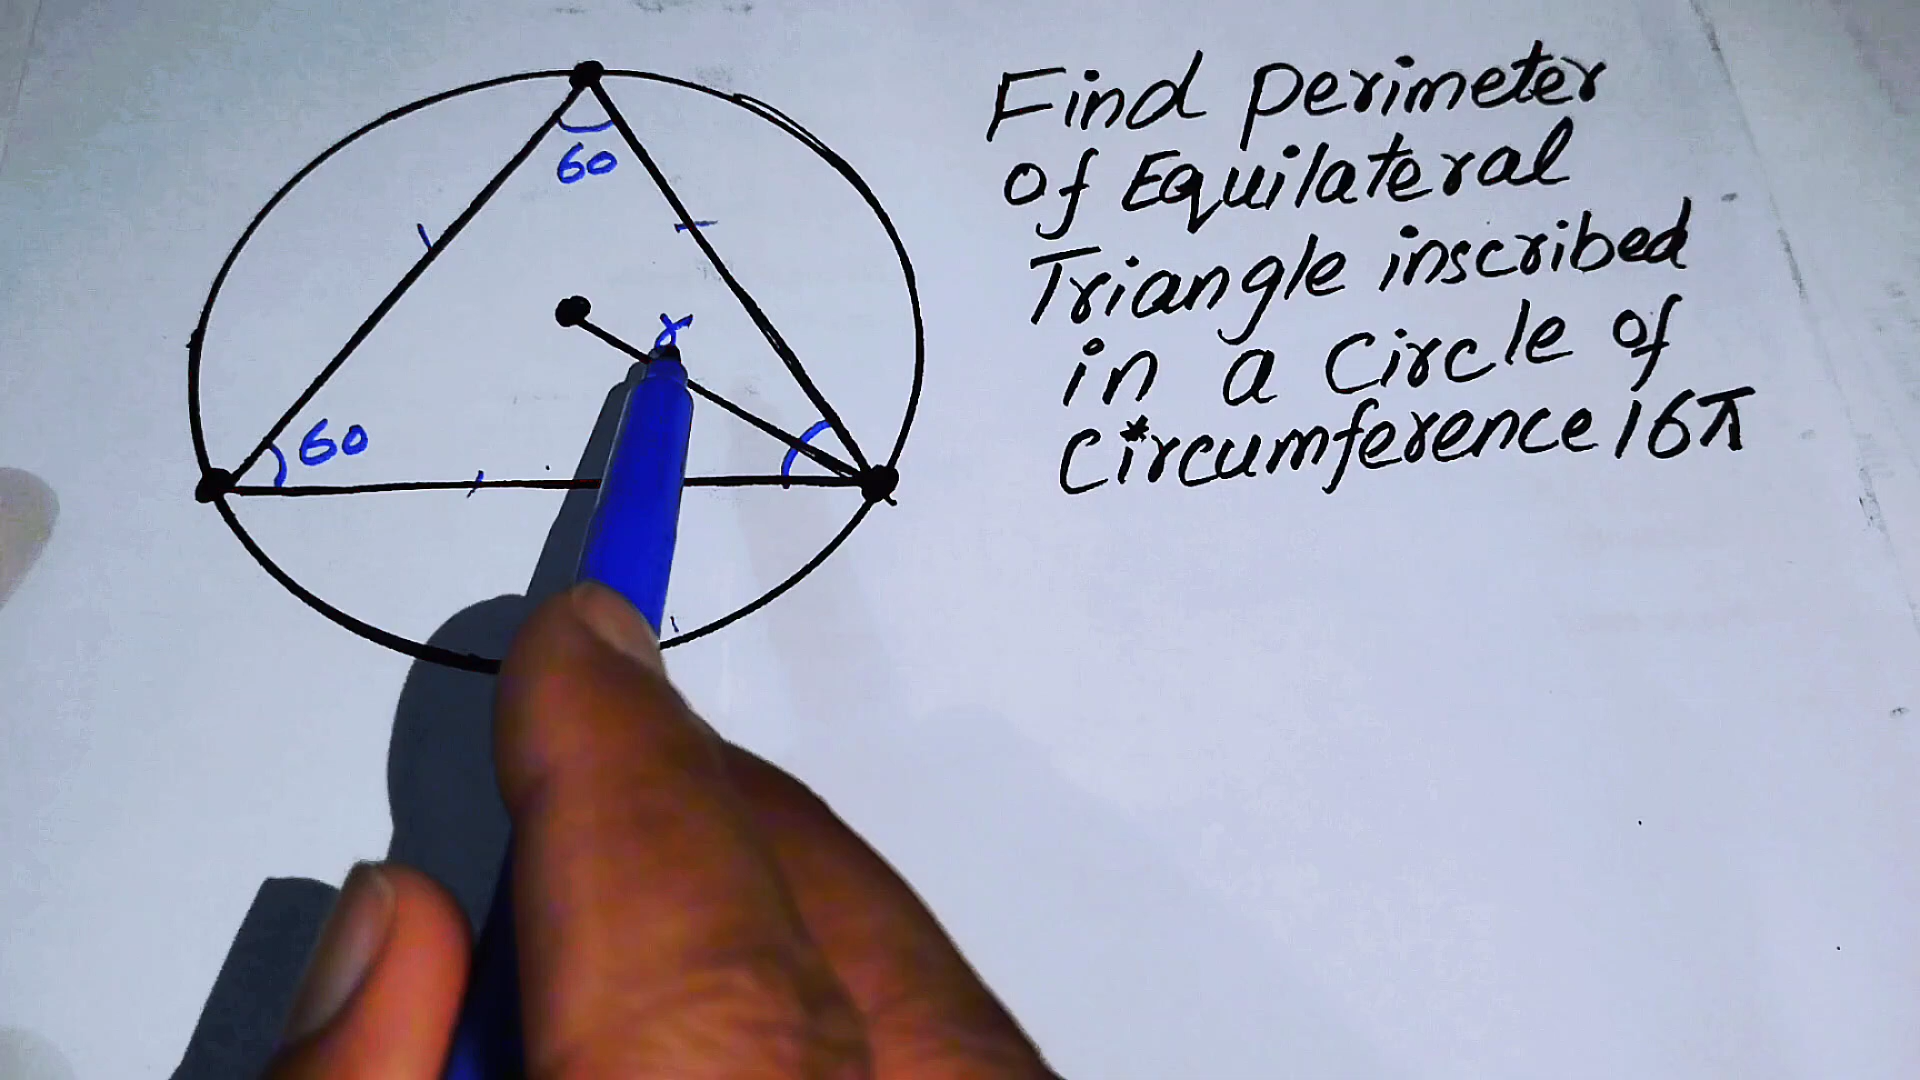 60
r
60
Find perimeter
of Equilateral
Triangle inscribed
in a Circle of
Circumference 16π